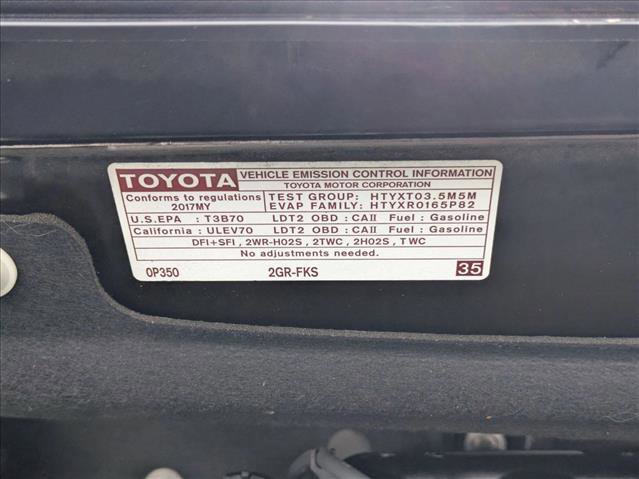 TOYOTA VEHICLE EMISSION CONTROL INFORMATION
TOYOTA MOTOR CORPORATION
Conforms to regulations TEST GROUP: HTYXT03.5M5M
2017MY EVAP FAMILY: HTYXR0165P82
U.S.EPA : T3B70 LDT2 OBD : CAII Fuel : Gasoline
California : ULEV70 LDT2 OBD : CAII Fuel : Gasoline
DFI+SFI , 2WR-HO2S , 2TWC , 2HO2S , TWC
No adjustments needed.
0P350 2GR-FKS 35